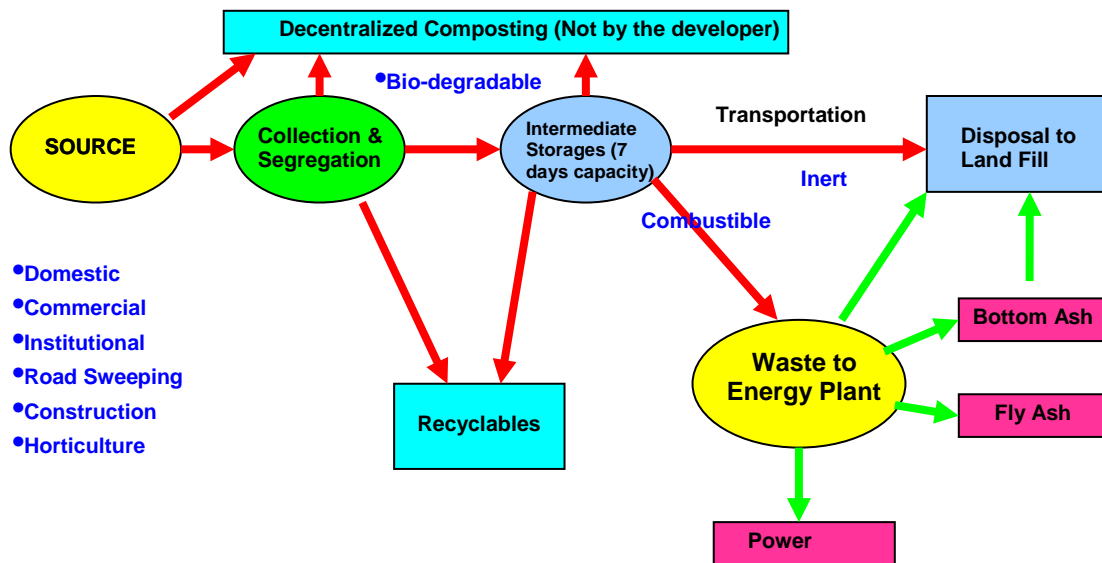 Decentralized Composting (Not by the developer)
•Bio-degradable
SOURCE
Collection &
Segregation
Intermediate
Storages (7
days capacity)
Transportation
Inert
Disposal to
Land Fill
Combustible
•Domestic
•Commercial
•Institutional
•Road Sweeping
•Construction
•Horticulture
Recyclables
Waste to
Energy Plant
Bottom Ash
Fly Ash
Power